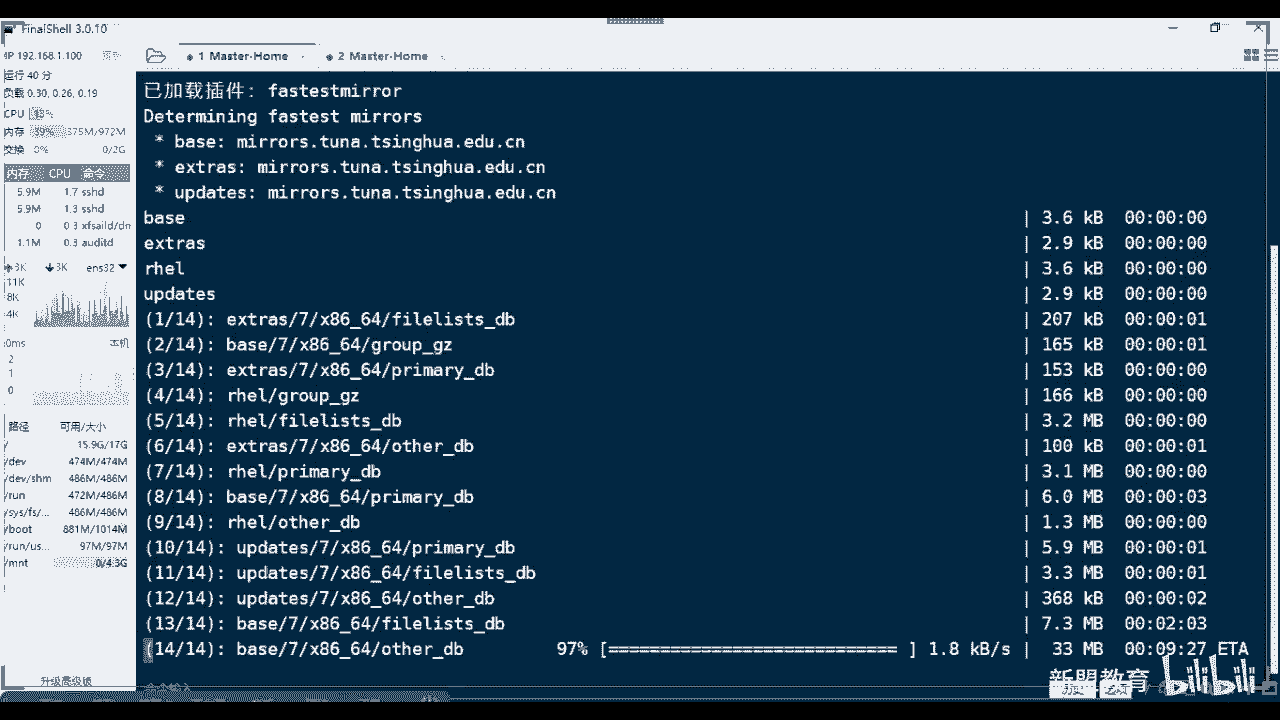 FinalShell 3.0.10
IP 192.168.1.100
运行 40 分
负载 0.30, 0.26, 0.19
CPU
内存 39% 375M/972M
交换 0% 0/2G
内存 CPU 命令
5.9M 1.7 sshd
5.9M 1.3 sshd
0 0.3 xfsaild/dn
1.1M 0.3 auditd
3K 3K ens32
11K
8K
4K
0ms 本机
2
1
0
路径 可用/大小
/ 15.9G/17G
/dev 474M/474M
/dev/shm 486M/486M
/run 472M/486M
/sys/fs/... 486M/486M
/boot 881M/1014M
/run/us... 97M/97M
/mnt 0/4.3G
升级高级版
1 Master-Home
2 Master-Home
已加载插件: fastestmirror
Determining fastest mirrors
* base: mirrors.tuna.tsinghua.edu.cn
* extras: mirrors.tuna.tsinghua.edu.cn
* updates: mirrors.tuna.tsinghua.edu.cn
base | 3.6 kB 00:00:00
extras | 2.9 kB 00:00:00
rhel | 3.6 kB 00:00:00
updates | 2.9 kB 00:00:00
(1/14): extras/7/x86_64/filelists_db | 207 kB 00:00:01
(2/14): base/7/x86_64/group_gz | 165 kB 00:00:01
(3/14): extras/7/x86_64/primary_db | 153 kB 00:00:00
(4/14): rhel/group_gz | 166 kB 00:00:00
(5/14): rhel/filelists_db | 3.2 MB 00:00:00
(6/14): extras/7/x86_64/other_db | 100 kB 00:00:01
(7/14): rhel/primary_db | 3.1 MB 00:00:00
(8/14): base/7/x86_64/primary_db | 6.0 MB 00:00:03
(9/14): rhel/other_db | 1.3 MB 00:00:00
(10/14): updates/7/x86_64/primary_db | 5.9 MB 00:00:01
(11/14): updates/7/x86_64/filelists_db | 3.3 MB 00:00:01
(12/14): updates/7/x86_64/other_db | 368 kB 00:00:02
(13/14): base/7/x86_64/filelists_db | 7.3 MB 00:02:03
(14/14): base/7/x86_64/other_db 97% [============================ ] 1.8 kB/s | 33 MB 00:00:27 ETA
新盟教育 bilibili